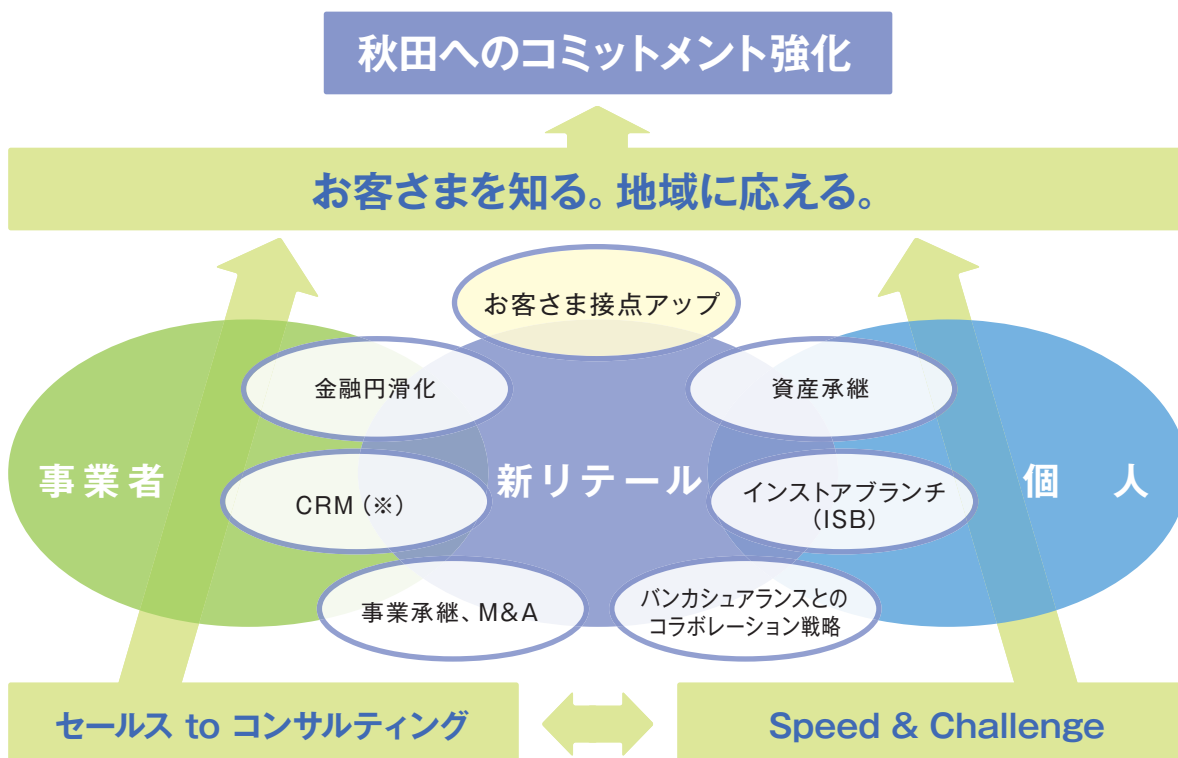 秋田へのコミットメント強化
お客さまを知る。地域に応える。
お客さま接点アップ
金融円滑化
資産承継
事業者
CRM(※)
新リテール
インストアブランチ
(ISB)
個 人
事業承継、M&A
バンカシュアランスとの
コラボレーション戦略
セールス to コンサルティング
Speed & Challenge